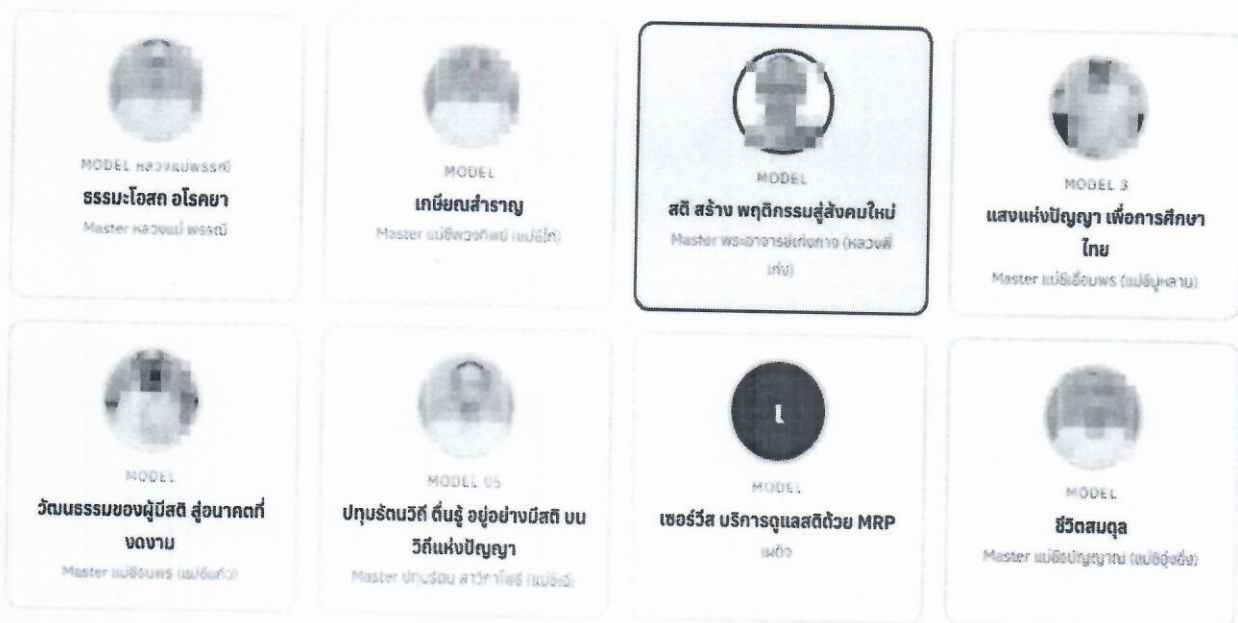 MODEL หลวงแม่พรรณี
ธรรมะโอสถ อโรคยา
Master หลวงแม่ พรรณี
MODEL
เกษียณสำราญ
Master แม่ชีพวงทิพย์
MODEL
สติ สร้าง พฤติกรรมสู่สังคมใหม่
Master พระอาจารย์เก่งกาจ (หลวงพี่
เก่ง)
MODEL 3
แสงแห่งปัญญา เพื่อการศึกษา
ไทย
Master แม่ชีเอื้อมพร (แม่ชีบูหลาน)
MODEL
วัฒนธรรมของผู้มีสติ สู่อนาคตที่
งดงาม
Master แม่ชีธนพร (แม่ชีแก้ว)
MODEL 05
ปทุมรัตนวิถี ตื่นรู้ อยู่อย่างมีสติ บน
วิถีแห่งปัญญา
Master ปทุมรัตน สาวิกาโพธิ
เ
MODEL
เซอร์วีส บริการดูแลสติด้วย MRP
MODEL
ชีวิตสมดุล
Master